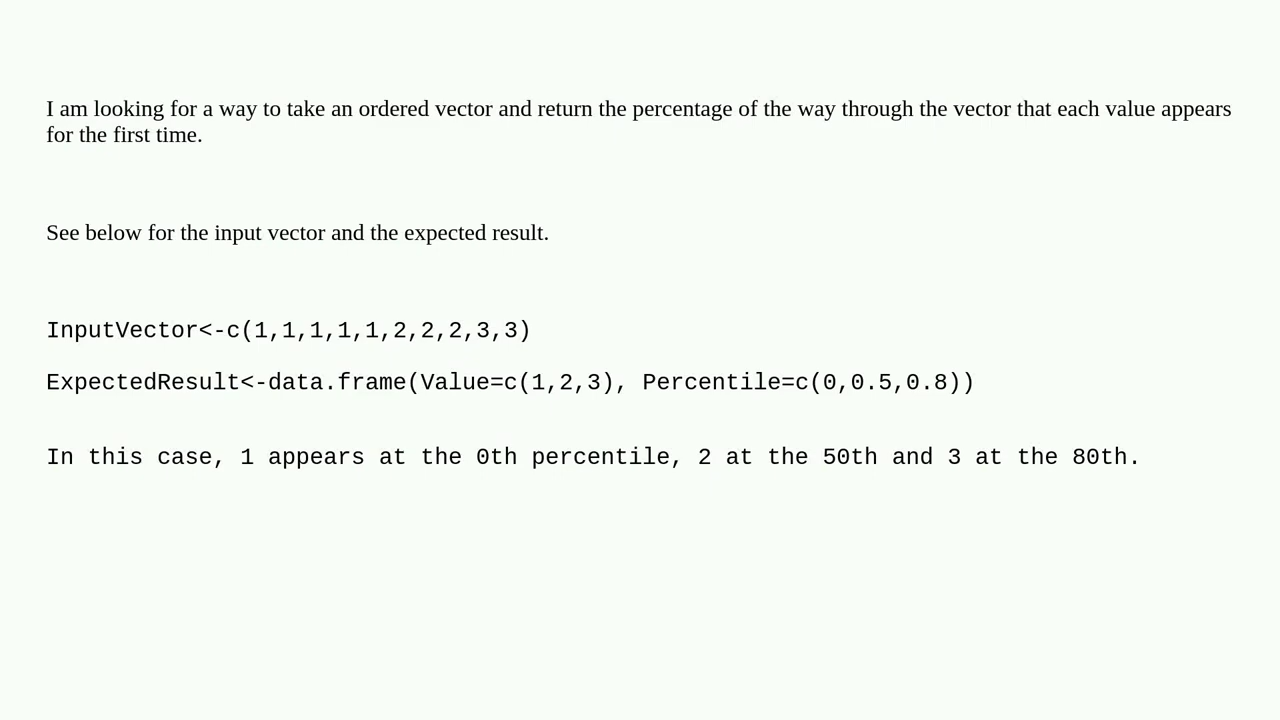 I am looking for a way to take an ordered vector and return the percentage of the way through the vector that each value appears
for the first time.
See below for the input vector and the expected result.
InputVector<-c(1,1,1,1,1,2,2,2,3,3)
ExpectedResult<-data.frame(Value=c(1,2,3), Percentile=c(0,0.5,0.8))
In this case, 1 appears at the 0th percentile, 2 at the 50th and 3 at the 80th.